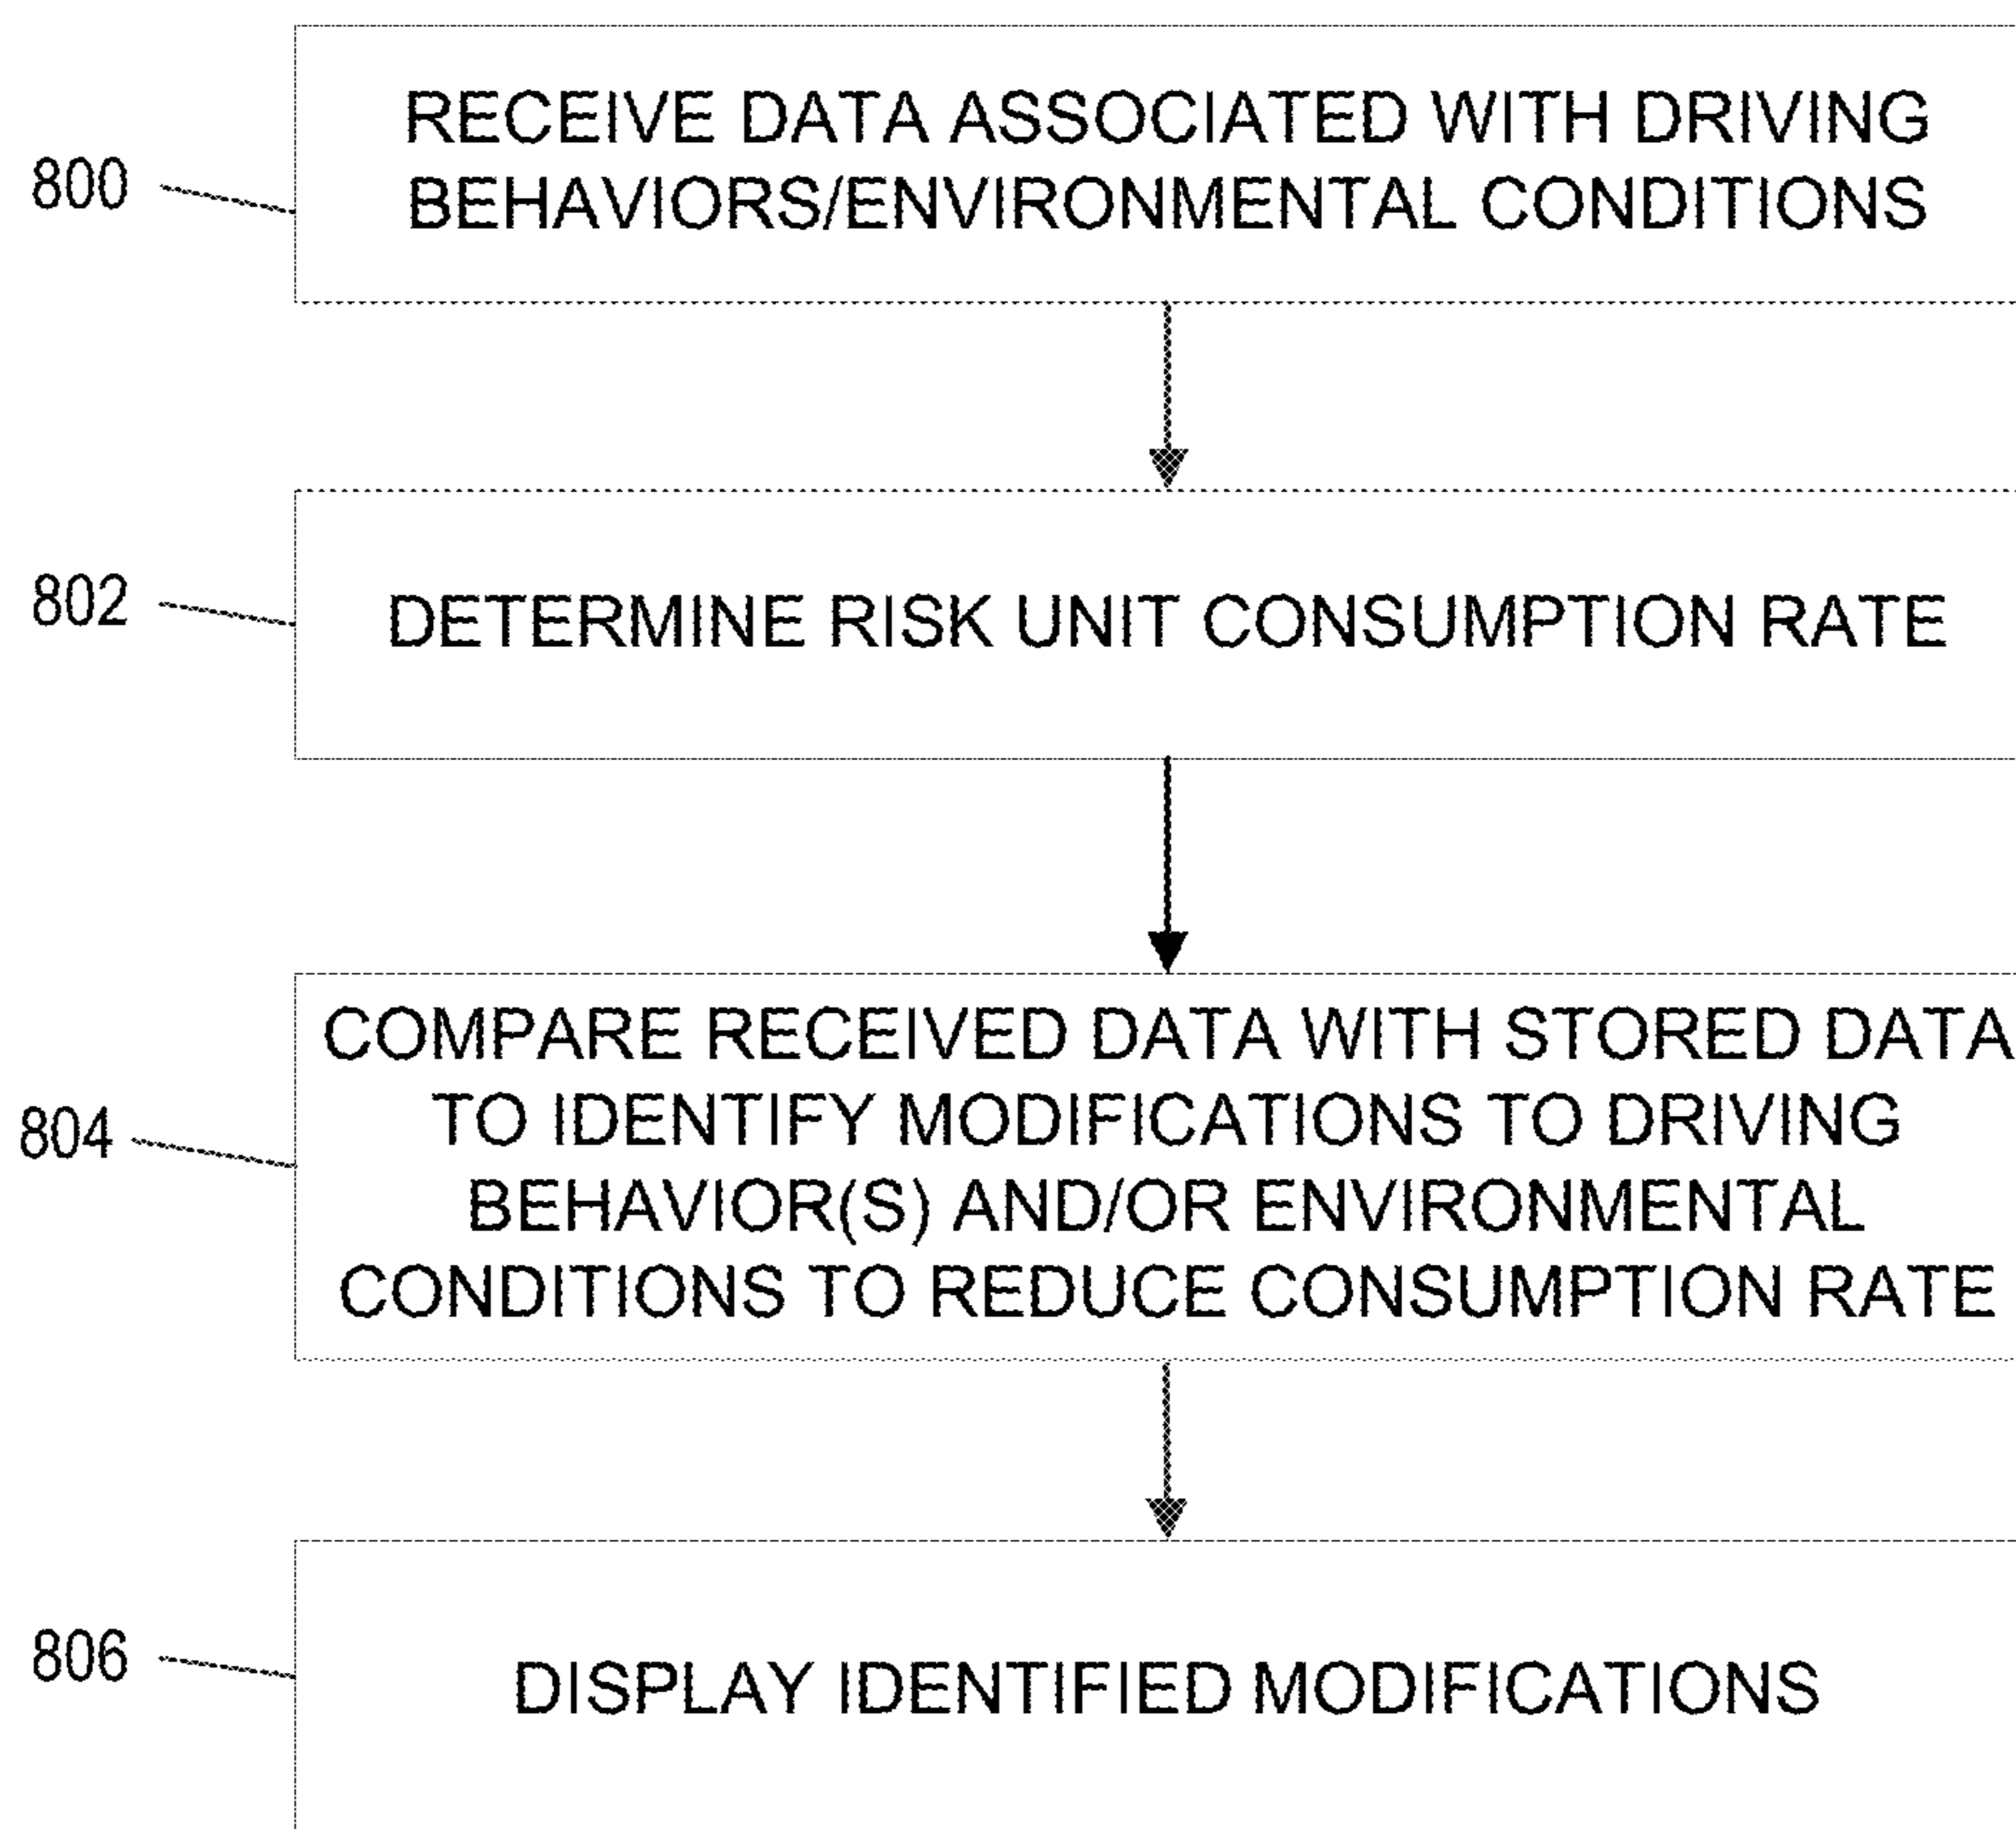 800
RECEIVE DATA ASSOCIATED WITH DRIVING
BEHAVIORS/ENVIRONMENTAL CONDITIONS
802
DETERMINE RISK UNIT CONSUMPTION RATE
804
COMPARE RECEIVED DATA WITH STORED DATA
TO IDENTIFY MODIFICATIONS TO DRIVING
BEHAVIOR(S) AND/OR ENVIRONMENTAL
CONDITIONS TO REDUCE CONSUMPTION RATE
806
DISPLAY IDENTIFIED MODIFICATIONS